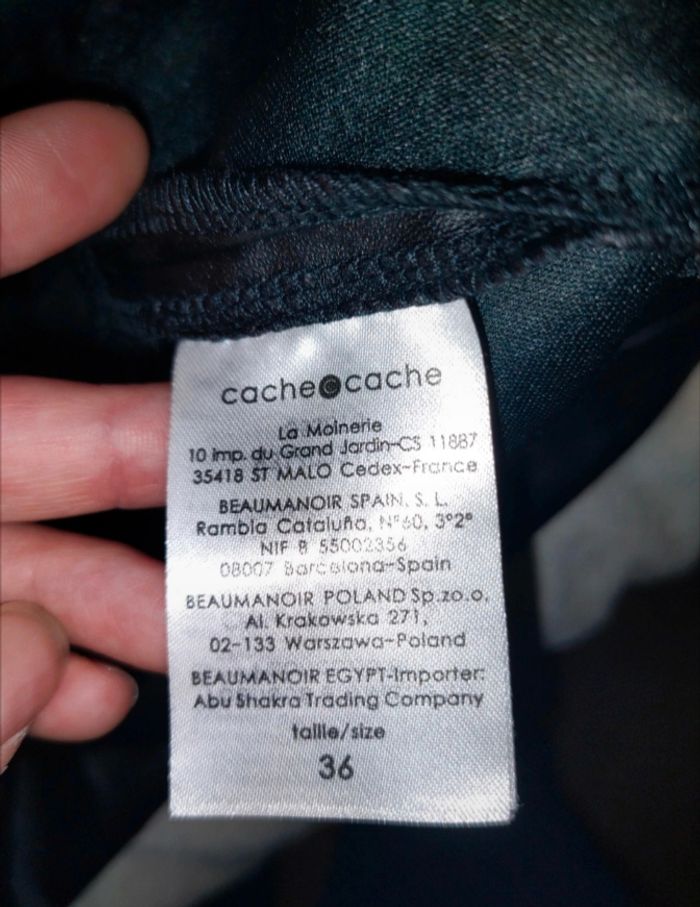 cache cache
La Moinerie
10 imp. du Grand Jardin-CS 11887
35418 ST MALO Cedex-France
BEAUMANOIR SPAIN, S. L.
Rambla Cataluña, Nº60, 3º2º
NIF B 55002356
08007 Barcelona-Spain
BEAUMANOIR POLAND Sp.zo.o.
Al. Krakowska 271,
02-133 Warszawa-Poland
BEAUMANOIR EGYPT-Importer:
Abu Shakra Trading Company
taille/size
36